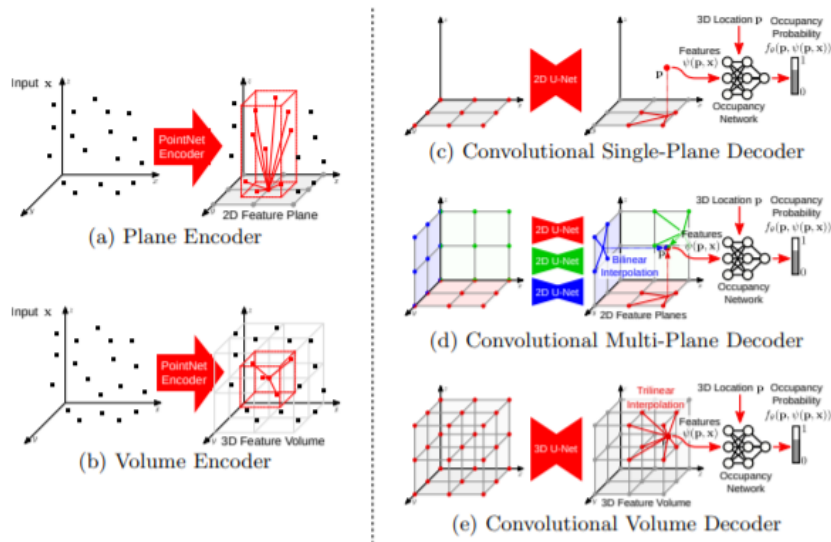 Input x
PointNet
Encoder
2D Feature Plane
(a) Plane Encoder
Input x
PointNet
Encoder
3D Feature Volume
(b) Volume Encoder
3D Location p
Occupancy
Probability
fθ(p, ψ(p, x))
Features
ψ(p, x)
2D U-Net
p
1
0
Occupancy
Network
(c) Convolutional Single-Plane Decoder
3D Location p
Occupancy
Probability
fθ(p, ψ(p, x))
2D U-Net
2D U-Net
2D U-Net
Features
ψ(p, x)
p
Bilinear
Interpolation
1
0
Occupancy
Network
2D Feature Planes
(d) Convolutional Multi-Plane Decoder
Trilinear
Interpolation
3D Location p
Occupancy
Probability
fθ(p, ψ(p, x))
Features
ψ(p, x)
3D U-Net
1
0
Occupancy
Network
3D Feature Volume
(e) Convolutional Volume Decoder